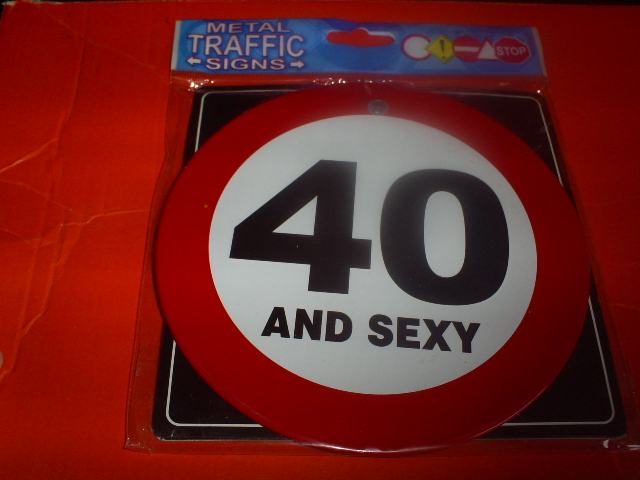 METAL
TRAFFIC
←SIGNS→
STOP
40
AND SEXY